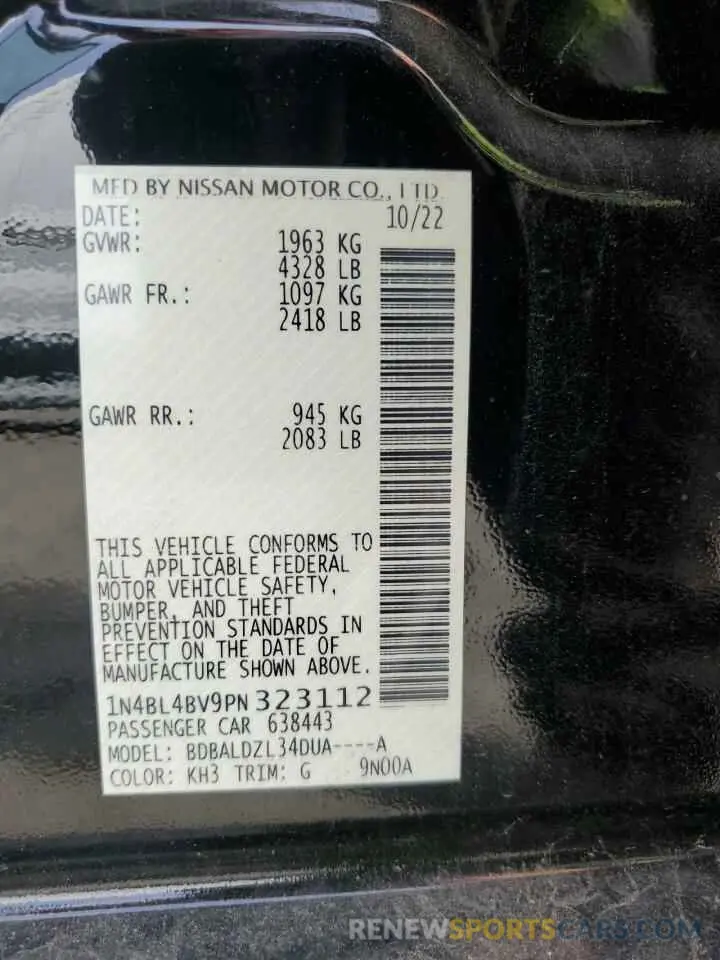 MFD BY NISSAN MOTOR CO., LTD.
DATE: 10/22
GVWR: 1963 KG
4328 LB
GAWR FR.: 1097 KG
2418 LB
GAWR RR.: 945 KG
2083 LB
THIS VEHICLE CONFORMS TO
ALL APPLICABLE FEDERAL
MOTOR VEHICLE SAFETY,
BUMPER, AND THEFT
PREVENTION STANDARDS IN
EFFECT ON THE DATE OF
MANUFACTURE SHOWN ABOVE.
1N4BL4BV9PN 323112
PASSENGER CAR 638443
MODEL: BDBALDZL34DUA----A
COLOR: KH3 TRIM: G 9N00A
RENEWSPORTSCARS.COM